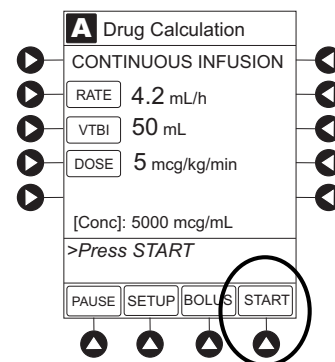 A Drug Calculation
CONTINUOUS INFUSION
RATE 4.2 mL/h
VTBI 50 mL
DOSE 5 mcg/kg/min
[Conc]: 5000 mcg/mL
>Press START
PAUSE SETUP BOLUS START